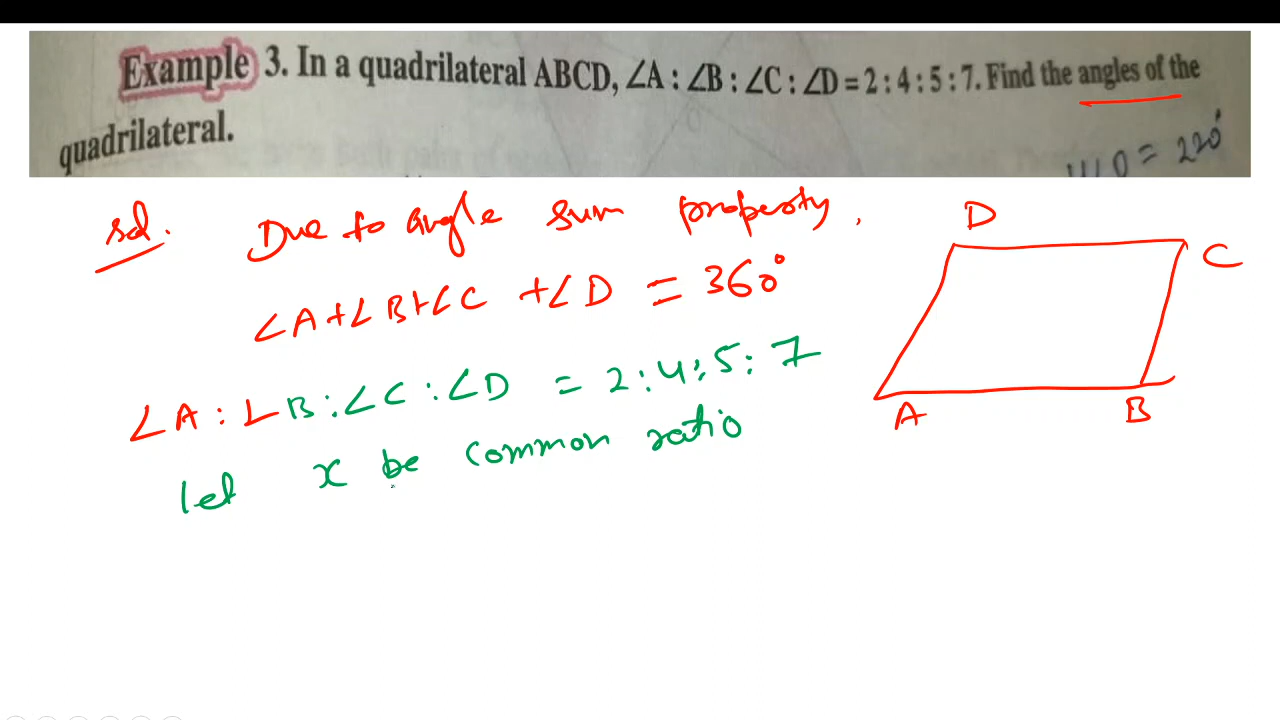 Example 3. In a quadrilateral ABCD, ∠A : ∠B : ∠C : ∠D = 2 : 4 : 5 : 7. Find the angles of the
quadrilateral.
= 220°
sol. Due to angle sum property.
∠A+∠B+∠C +∠D = 360°
∠A : ∠B : ∠C : ∠D = 2 : 4 : 5 : 7
let x be common ratio
D
C
A
B